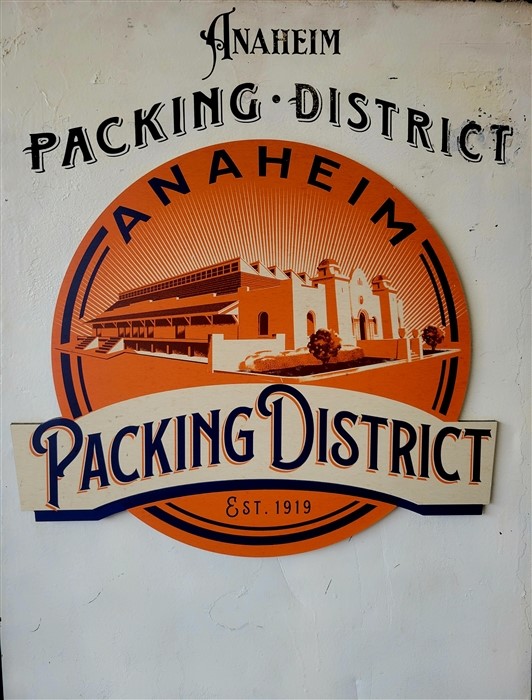 ANAHEIM
PACKING • DISTRICT
ANAHEIM
PACKING DISTRICT
EST. 1919